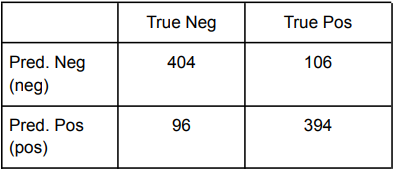 True Neg True Pos
Pred. Neg 404 106
(neg)
Pred. Pos 96 394
(pos)